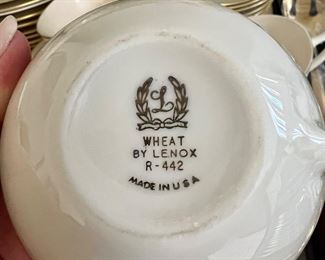 L
WHEAT
BY LENOX
R-442
MADE IN USA